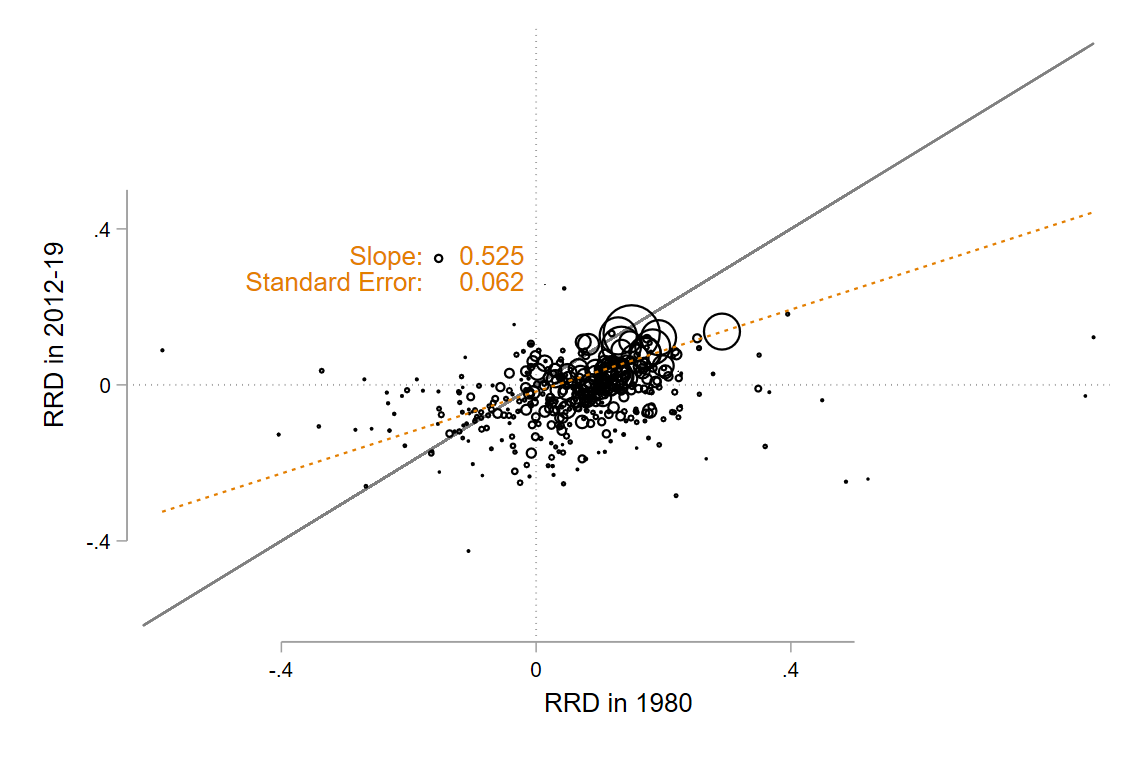 .4
0
-.4
RRD in 2012-19
Slope: 0.525
Standard Error: 0.062
-.4 0 .4
RRD in 1980